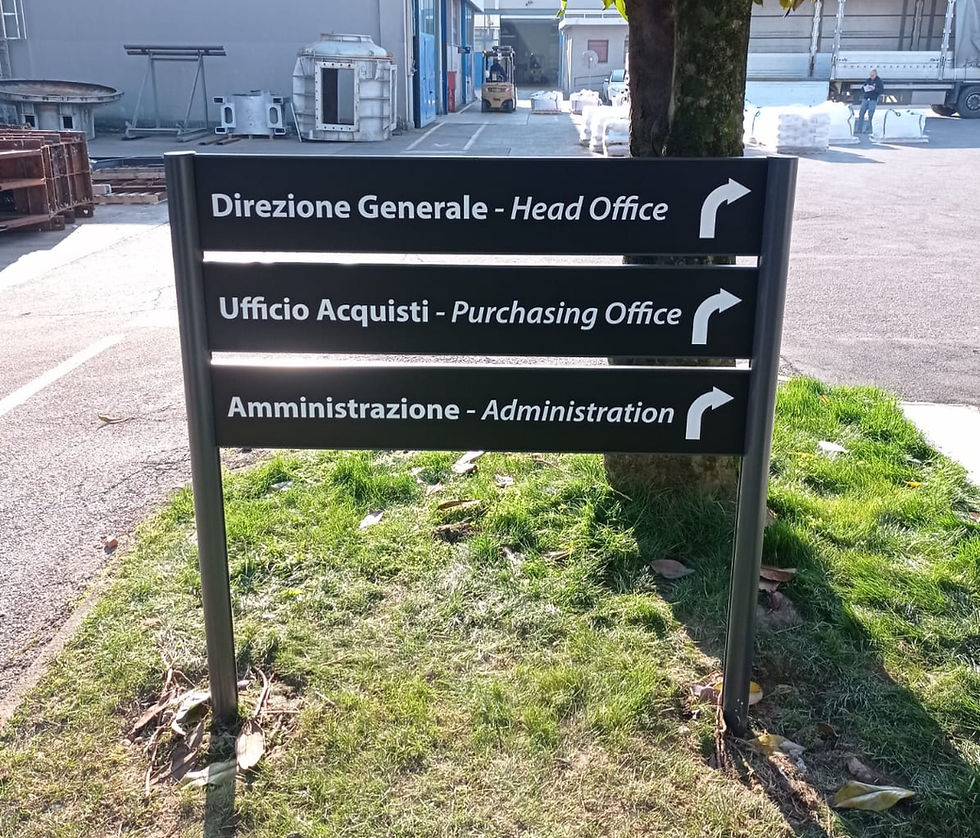 Direzione Generale - Head Office
Ufficio Acquisti - Purchasing Office
Amministrazione - Administration